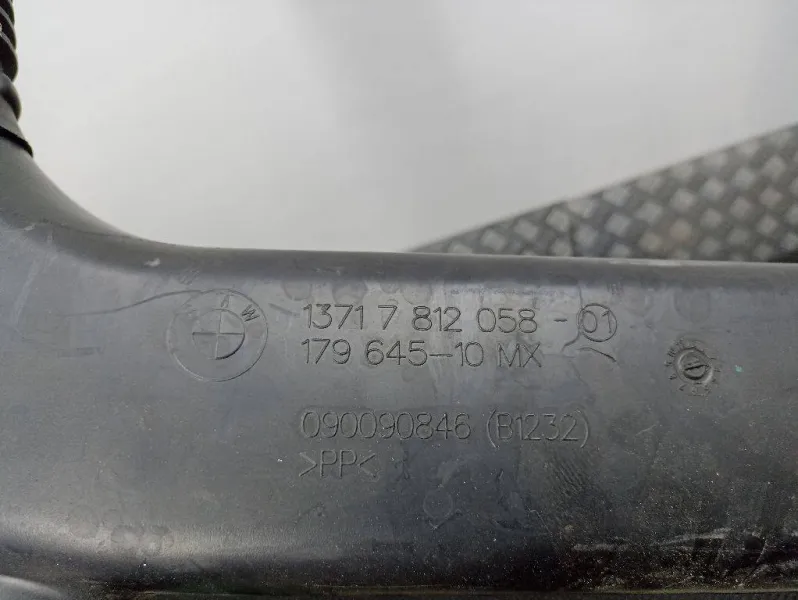 BMW
1371 7 812 058-01
179 645-10 MX
090090846 (B1232)
>PP<